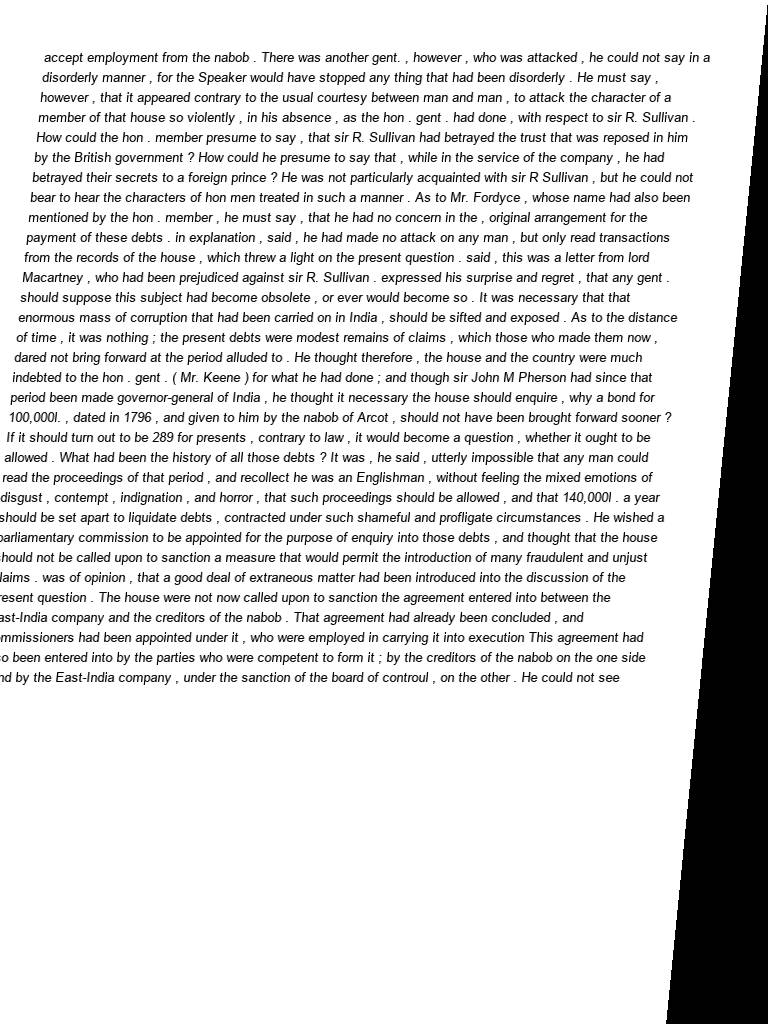 accept employment from the nabob . There was another gent. , however , who was attacked , he could not say in a
disorderly manner , for the Speaker would have stopped any thing that had been disorderly . He must say ,
however , that it appeared contrary to the usual courtesy between man and man , to attack the character of a
member of that house so violently , in his absence , as the hon . gent . had done , with respect to sir R. Sullivan .
How could the hon . member presume to say , that sir R. Sullivan had betrayed the trust that was reposed in him
by the British government ? How could he presume to say that , while in the service of the company , he had
betrayed their secrets to a foreign prince ? He was not particularly acquainted with sir R Sullivan , but he could not
bear to hear the characters of hon men treated in such a manner . As to Mr. Fordyce , whose name had also been
mentioned by the hon . member , he must say , that he had no concern in the , original arrangement for the
payment of these debts . in explanation , said , he had made no attack on any man , but only read transactions
from the records of the house , which threw a light on the present question . said , this was a letter from lord
Macartney , who had been prejudiced against sir R. Sullivan . expressed his surprise and regret , that any gent .
should suppose this subject had become obsolete , or ever would become so . It was necessary that that
enormous mass of corruption that had been carried on in India , should be sifted and exposed . As to the distance
of time , it was nothing ; the present debts were modest remains of claims , which those who made them now ,
dared not bring forward at the period alluded to . He thought therefore , the house and the country were much
indebted to the hon . gent . ( Mr. Keene ) for what he had done ; and though sir John M Pherson had since that
period been made governor-general of India , he thought it necessary the house should enquire , why a bond for
100,000l. , dated in 1796 , and given to him by the nabob of Arcot , should not have been brought forward sooner ?
If it should turn out to be 289 for presents , contrary to law , it would become a question , whether it ought to be
allowed . What had been the history of all those debts ? It was , he said , utterly impossible that any man could
read the proceedings of that period , and recollect he was an Englishman , without feeling the mixed emotions of
disgust , contempt , indignation , and horror , that such proceedings should be allowed , and that 140,000l . a year
should be set apart to liquidate debts , contracted under such shameful and profligate circumstances . He wished a
parliamentary commission to be appointed for the purpose of enquiry into those debts , and thought that the house
should not be called upon to sanction a measure that would permit the introduction of many fraudulent and unjust
laims . was of opinion , that a good deal of extraneous matter had been introduced into the discussion of the
resent question . The house were not now called upon to sanction the agreement entered into between the
ast-India company and the creditors of the nabob . That agreement had already been concluded , and
mmissioners had been appointed under it , who were employed in carrying it into execution This agreement had
o been entered into by the parties who were competent to form it ; by the creditors of the nabob on the one side
nd by the East-India company , under the sanction of the board of controul , on the other . He could not see